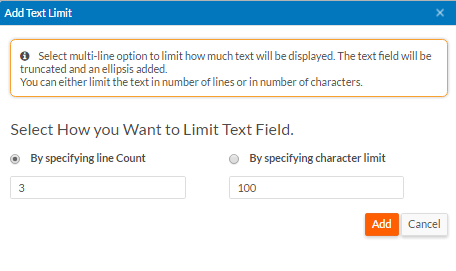 Add Text Limit ×
Select multi-line option to limit how much text will be displayed. The text field will be
truncated and an ellipsis added.
You can either limit the text in number of lines or in number of characters.
Select How you Want to Limit Text Field.
By specifying line Count By specifying character limit
3 100
Add Cancel